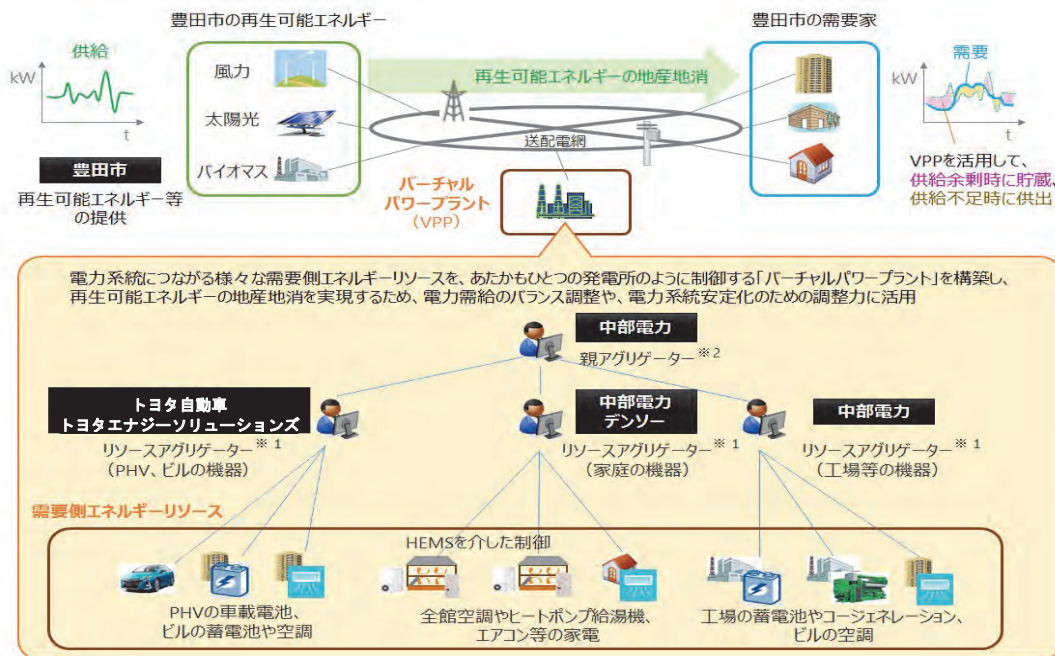 豊田市の再生可能エネルギー
豊田市の需要家
供給
kW
t
風力
太陽光
バイオマス
再生可能エネルギーの地産地消
送配電網
需要
kW
t
豊田市
再生可能エネルギー等
の提供
バーチャル
パワープラント
(VPP)
VPPを活用して、
供給余剰時に貯蔵、
供給不足時に供出
電力系統につながる様々な需要側エネルギーリソースを、あたかもひとつの発電所のように制御する「バーチャルパワープラント」を構築し、
再生可能エネルギーの地産地消を実現するため、電力需給のバランス調整や、電力系統安定化のための調整力に活用
中部電力
親アグリゲーター※2
トヨタ自動車
トヨタエナジーソリューションズ
リソースアグリゲーター※1
(PHV、ビルの機器)
中部電力
デンソー
リソースアグリゲーター※1
(家庭の機器)
中部電力
リソースアグリゲーター※1
(工場等の機器)
需要側エネルギーリソース
HEMSを介した制御
PHVの車載電池、
ビルの蓄電池や空調
全館空調やヒートポンプ給湯機、
エアコン等の家電
工場の蓄電池やコージェネレーション、
ビルの空調